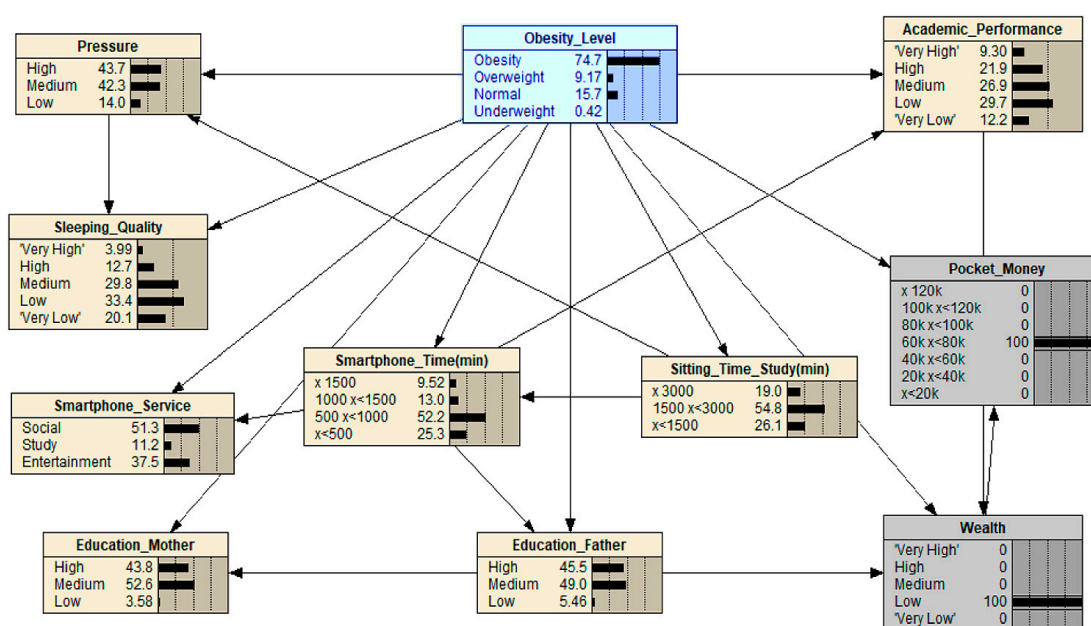 Pressure
High 43.7
Medium 42.3
Low 14.0
Obesity_Level
Obesity 74.7
Overweight 9.17
Normal 15.7
Underweight 0.42
Academic_Performance
'Very High' 9.30
High 21.9
Medium 26.9
Low 29.7
'Very Low' 12.2
Sleeping_Quality
'Very High' 3.99
High 12.7
Medium 29.8
Low 33.4
'Very Low' 20.1
Pocket_Money
x 120k 0
100k x<120k 0
80k x<100k 0
60k x<80k 100
40k x<60k 0
20k x<40k 0
x<20k 0
Smartphone_Time(min)
x 1500 9.52
1000 x<1500 13.0
500 x<1000 52.2
x<500 25.3
Sitting_Time_Study(min)
x 3000 19.0
1500 x<3000 54.8
x<1500 26.1
Smartphone_Service
Social 51.3
Study 11.2
Entertainment 37.5
Education_Mother
High 43.8
Medium 52.6
Low 3.58
Education_Father
High 45.5
Medium 49.0
Low 5.46
Wealth
'Very High' 0
High 0
Medium 0
Low 100
'Very Low' 0